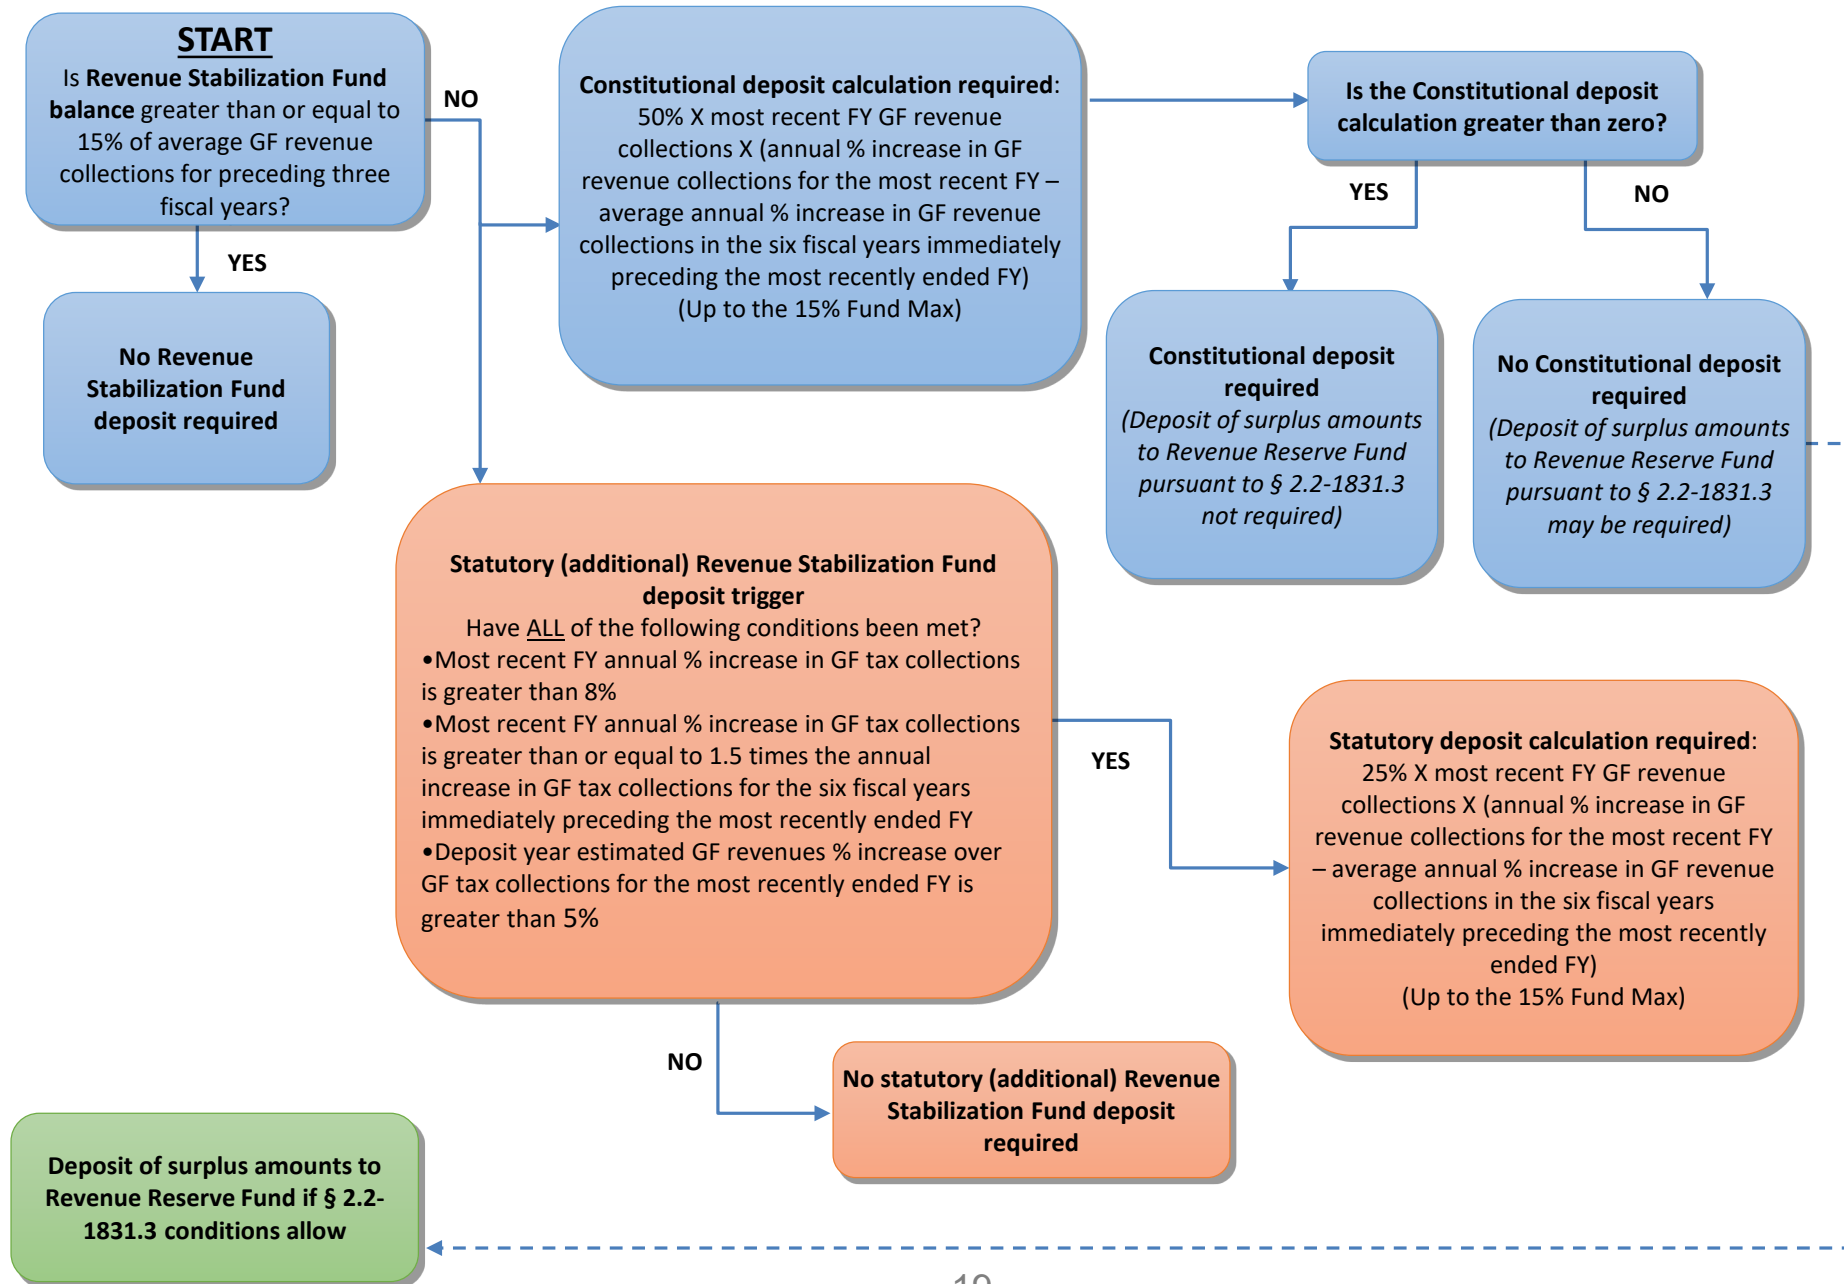 START
Is Revenue Stabilization Fund
balance greater than or equal to
15% of average GF revenue
collections for preceding three
fiscal years?
NO
YES
No Revenue
Stabilization Fund
deposit required
Constitutional deposit calculation required:
50% X most recent FY GF revenue
collections X (annual % increase in GF
revenue collections for the most recent FY –
average annual % increase in GF revenue
collections in the six fiscal years immediately
preceding the most recently ended FY)
(Up to the 15% Fund Max)
Is the Constitutional deposit
calculation greater than zero?
YES
NO
Constitutional deposit
required
(Deposit of surplus amounts
to Revenue Reserve Fund
pursuant to § 2.2-1831.3
not required)
No Constitutional deposit
required
(Deposit of surplus amounts
to Revenue Reserve Fund
pursuant to § 2.2-1831.3
may be required)
Statutory (additional) Revenue Stabilization Fund
deposit trigger
Have ALL of the following conditions been met?
•Most recent FY annual % increase in GF tax collections
is greater than 8%
•Most recent FY annual % increase in GF tax collections
is greater than or equal to 1.5 times the annual
increase in GF tax collections for the six fiscal years
immediately preceding the most recently ended FY
•Deposit year estimated GF revenues % increase over
GF tax collections for the most recently ended FY is
greater than 5%
YES
Statutory deposit calculation required:
25% X most recent FY GF revenue
collections X (annual % increase in GF
revenue collections for the most recent FY
– average annual % increase in GF revenue
collections in the six fiscal years
immediately preceding the most recently
ended FY)
(Up to the 15% Fund Max)
NO
No statutory (additional) Revenue
Stabilization Fund deposit
required
Deposit of surplus amounts to
Revenue Reserve Fund if § 2.2-
1831.3 conditions allow